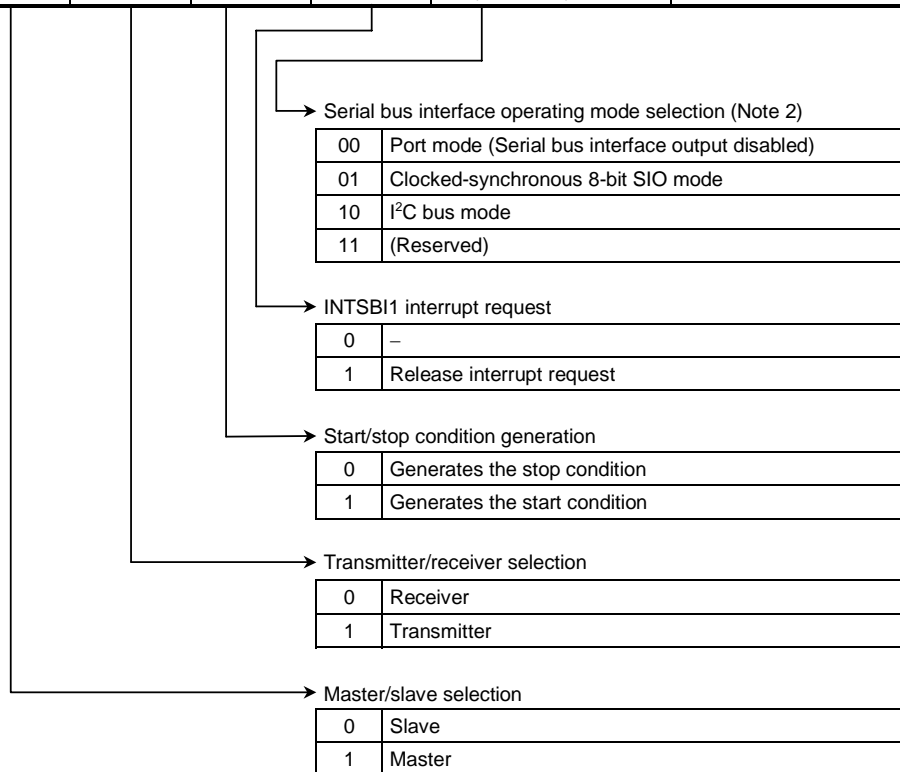 Serial bus interface operating mode selection (Note 2)
00 Port mode (Serial bus interface output disabled)
01 Clocked-synchronous 8-bit SIO mode
10 I²C bus mode
11 (Reserved)
INTSBI1 interrupt request
0 –
1 Release interrupt request
Start/stop condition generation
0 Generates the stop condition
1 Generates the start condition
Transmitter/receiver selection
0 Receiver
1 Transmitter
Master/slave selection
0 Slave
1 Master